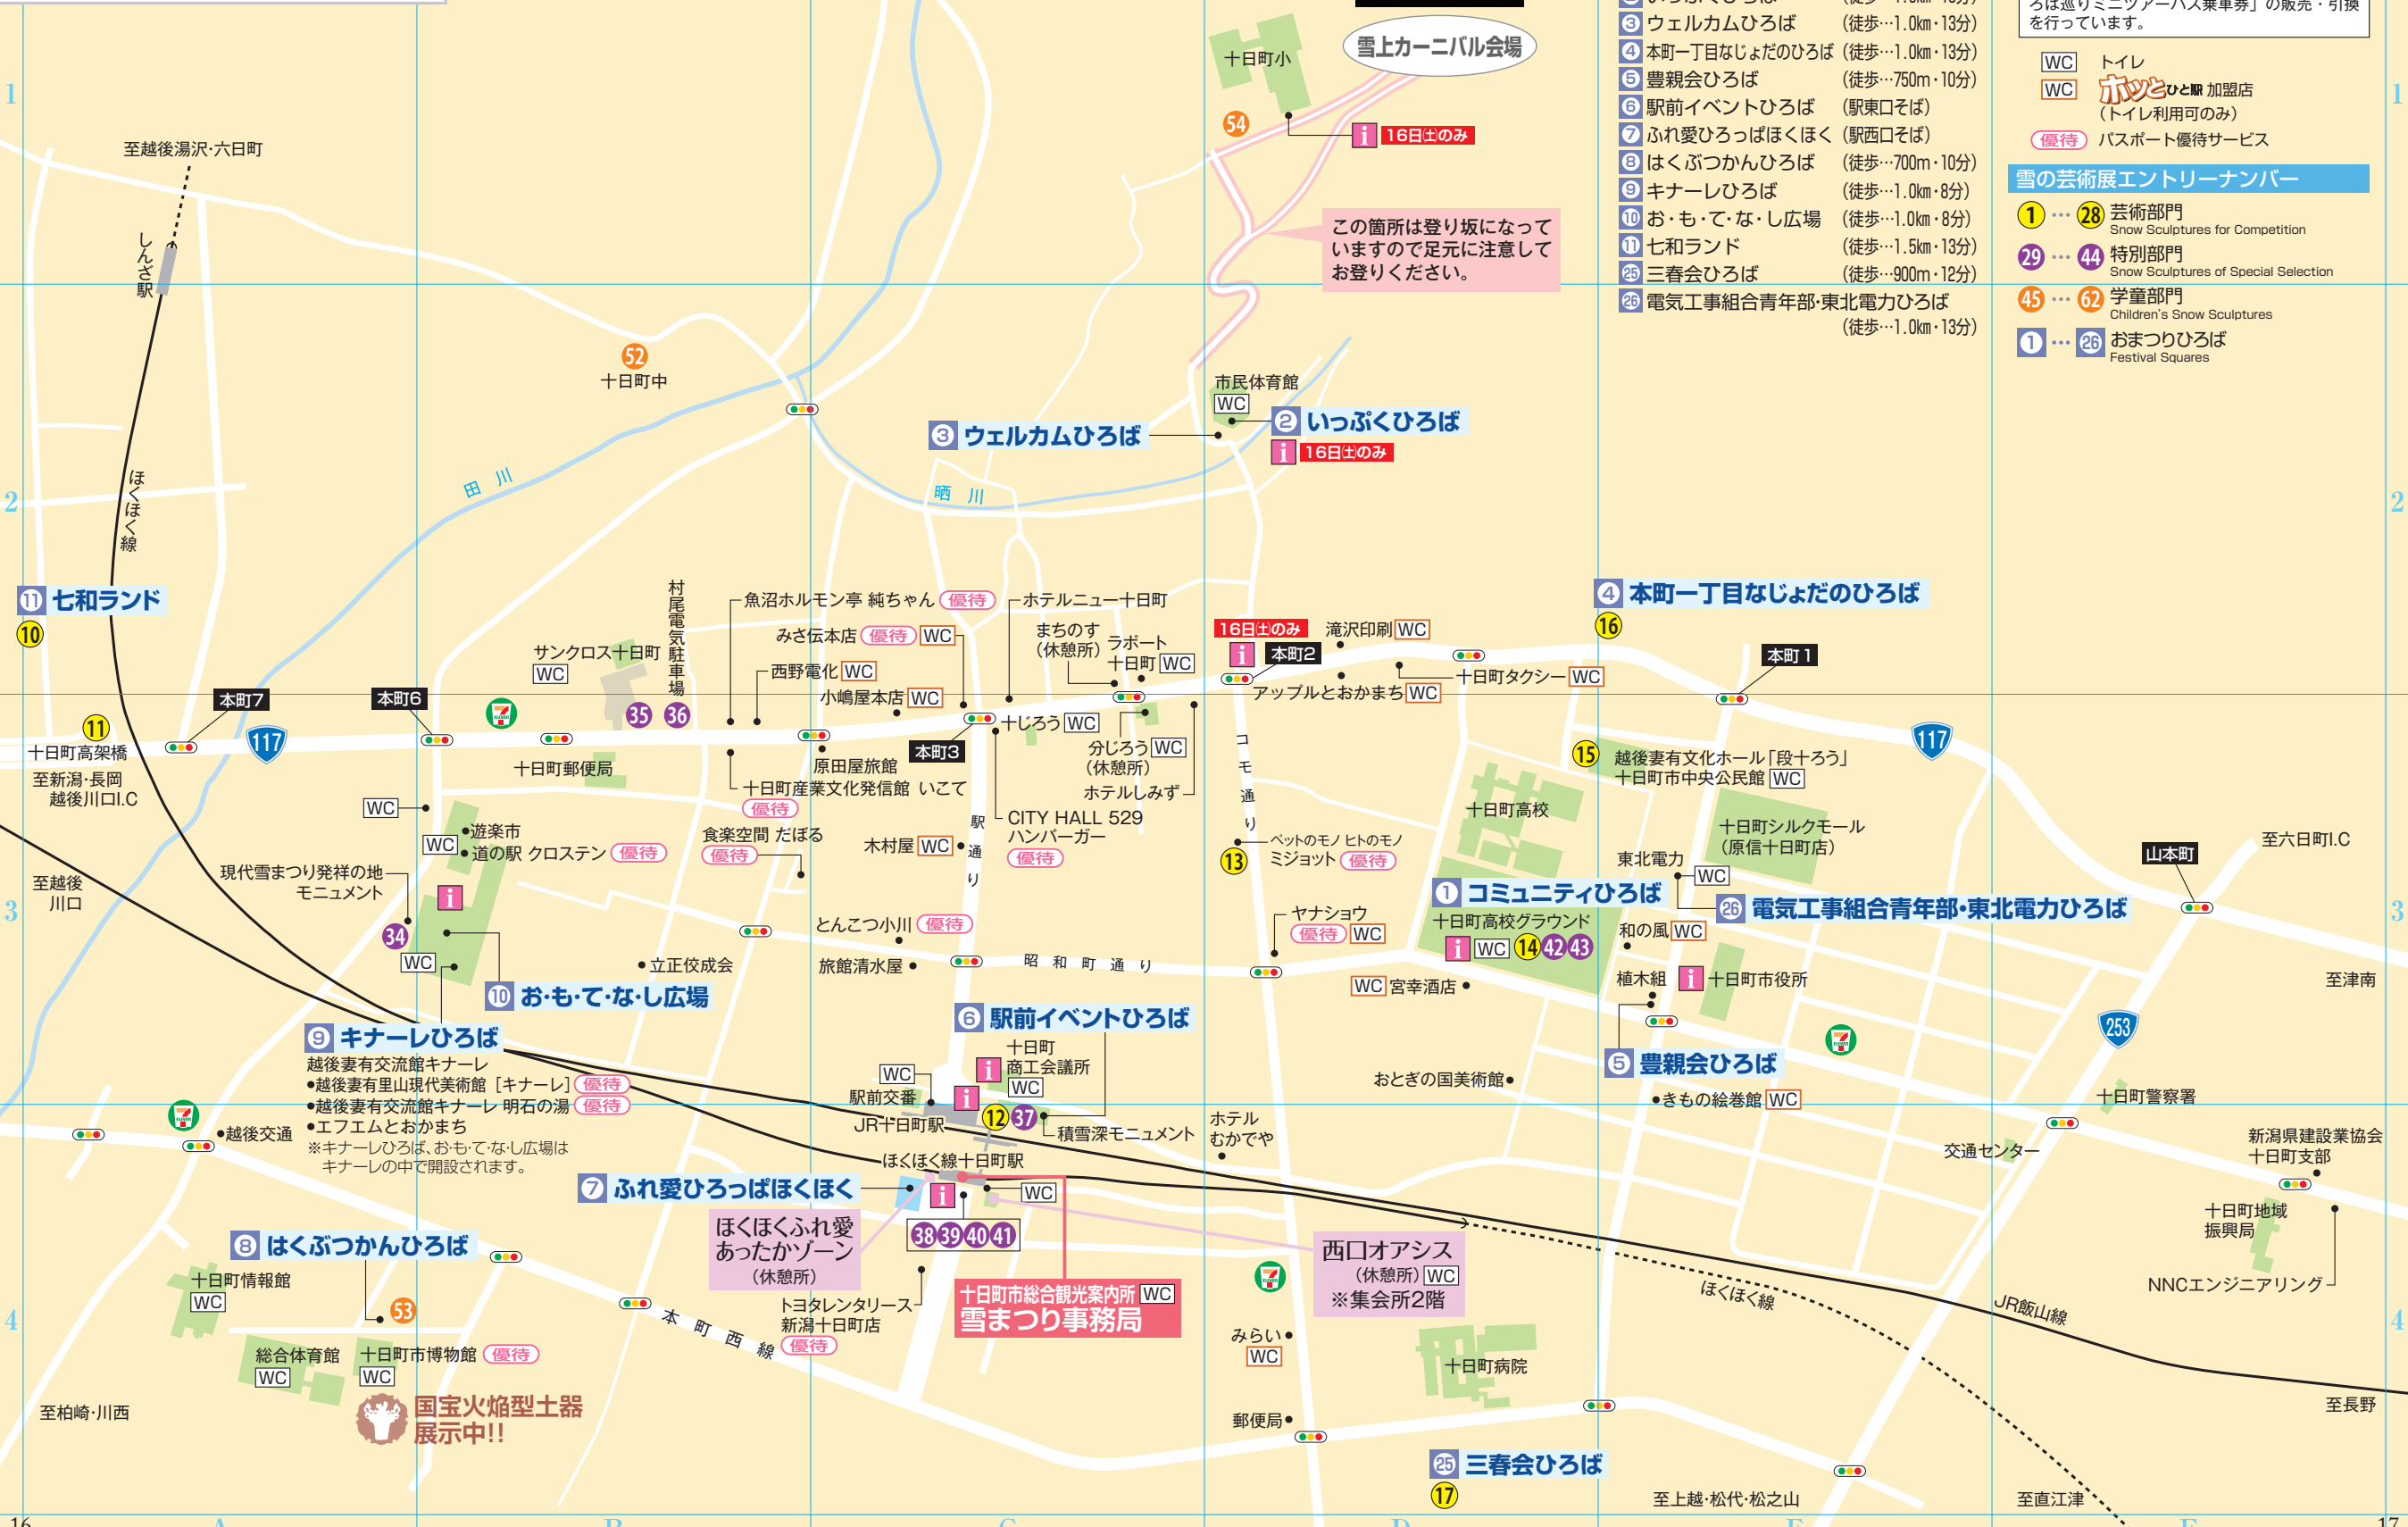 雪上カーニバル会場
十日町小
54
i 16日(土)のみ
この箇所は登り坂になって
いますので足元に注意して
お登りください。
③ ウェルカムひろば (徒歩…1.0km・13分)
④ 本町一丁目なじょだのひろば (徒歩…1.0km・13分)
⑤ 豊親会ひろば (徒歩…750m・10分)
⑥ 駅前イベントひろば (駅東口そば)
⑦ ふれ愛ひろっぱほくほく (駅西口そば)
⑧ はくぶつかんひろば (徒歩…700m・10分)
⑨ キナーレひろば (徒歩…1.0km・8分)
⑩ お・も・て・な・し広場 (徒歩…1.0km・8分)
⑪ 七和ランド (徒歩…1.5km・13分)
㉕ 三春会ひろば (徒歩…900m・12分)
㉖ 電気工事組合青年部・東北電力ひろば
(徒歩…1.0km・13分)
ろば巡りミニツアーバス乗車券」の販売・引換
を行っています。
WC トイレ
WC ホッとひと駅 加盟店
(トイレ利用可のみ)
優待 パスポート優待サービス
雪の芸術展エントリーナンバー
1 … 28 芸術部門
Snow Sculptures for Competition
29 … 44 特別部門
Snow Sculptures of Special Selection
45 … 62 学童部門
Children's Snow Sculptures
1 … 26 おまつりひろば
Festival Squares
1
1
至越後湯沢・六日町
しんざ駅
52
十日町中
市民体育館
WC
③ ウェルカムひろば
② いっぷくひろば
i 16日(土)のみ
田川
晒川
ほくほく線
2
2
⑪ 七和ランド
10
村尾電気駐車場
サンクロス十日町
WC
魚沼ホルモン亭 純ちゃん 優待
みさ伝本店 優待 WC
西野電化 WC
小嶋屋本店 WC
ホテルニュー十日町
まちのす
(休憩所)
ラポート
十日町 WC
16日(土)のみ
i
本町2
滝沢印刷 WC
アップルとおかまち WC
十日町タクシー WC
④ 本町一丁目なじょだのひろば
16
本町1
本町7
本町6
35 36
11
十日町高架橋
117
至新潟・長岡
越後川口I.C
十日町郵便局
原田屋旅館
十日町産業文化発信館 いこて
優待
本町3
十じろう WC
分じろう WC
(休憩所)
ホテルしみず
CITY HALL 529
ハンバーガー
優待
コモ通り
15
越後妻有文化ホール「段十ろう」
十日町市中央公民館 WC
117
十日町高校
十日町シルクモール
(原信十日町店)
至六日町I.C
山本町
WC
遊楽市
WC 道の駅 クロステン 優待
現代雪まつり発祥の地
モニュメント
i
34
WC
食楽空間 だぼる
優待
木村屋 WC
駅通り
ペットのモノ ヒトのモノ
ミジョット 優待
13
東北電力
WC
① コミュニティひろば
十日町高校グラウンド
i WC 14 42 43
㉖ 電気工事組合青年部・東北電力ひろば
至越後
川口
3
3
とんこつ小川 優待
旅館清水屋
昭和町通り
ヤナショウ
優待 WC
和の風 WC
植木組
i 十日町市役所
WC 宮幸酒店
至津南
立正佼成会
⑩ お・も・て・な・し広場
⑨ キナーレひろば
越後妻有交流館キナーレ
●越後妻有里山現代美術館[キナーレ] 優待
●越後妻有交流館キナーレ 明石の湯 優待
●エフエムとおかまち
※キナーレひろば、お・も・て・な・し広場は
キナーレの中で開設されます。
⑥ 駅前イベントひろば
i 十日町
商工会議所
WC
WC
駅前交番
i
12 37
JR十日町駅
積雪深モニュメント
ホテル
むかでや
おとぎの国美術館
⑤ 豊親会ひろば
きもの絵巻館 WC
253
十日町警察署
交通センター
新潟県建設業協会
十日町支部
十日町地域
振興局
NNCエンジニアリング
越後交通
ほくほく線十日町駅
⑦ ふれ愛ひろっぱほくほく
i
WC
38 39 40 41
ほくほくふれ愛
あったかゾーン
(休憩所)
西口オアシス
(休憩所) WC
※集会所2階
十日町市総合観光案内所 WC
雪まつり事務局
トヨタレンタリース
新潟十日町店
優待
⑧ はくぶつかんひろば
十日町情報館
WC
53
総合体育館
WC
十日町市博物館 優待
WC
国宝火焔型土器
展示中!!
本町西線
4
4
ほくほく線
JR飯山線
みらい
WC
十日町病院
郵便局
至柏崎・川西
至長野
㉕ 三春会ひろば
17
至上越・松代・松之山
至直江津
16
17